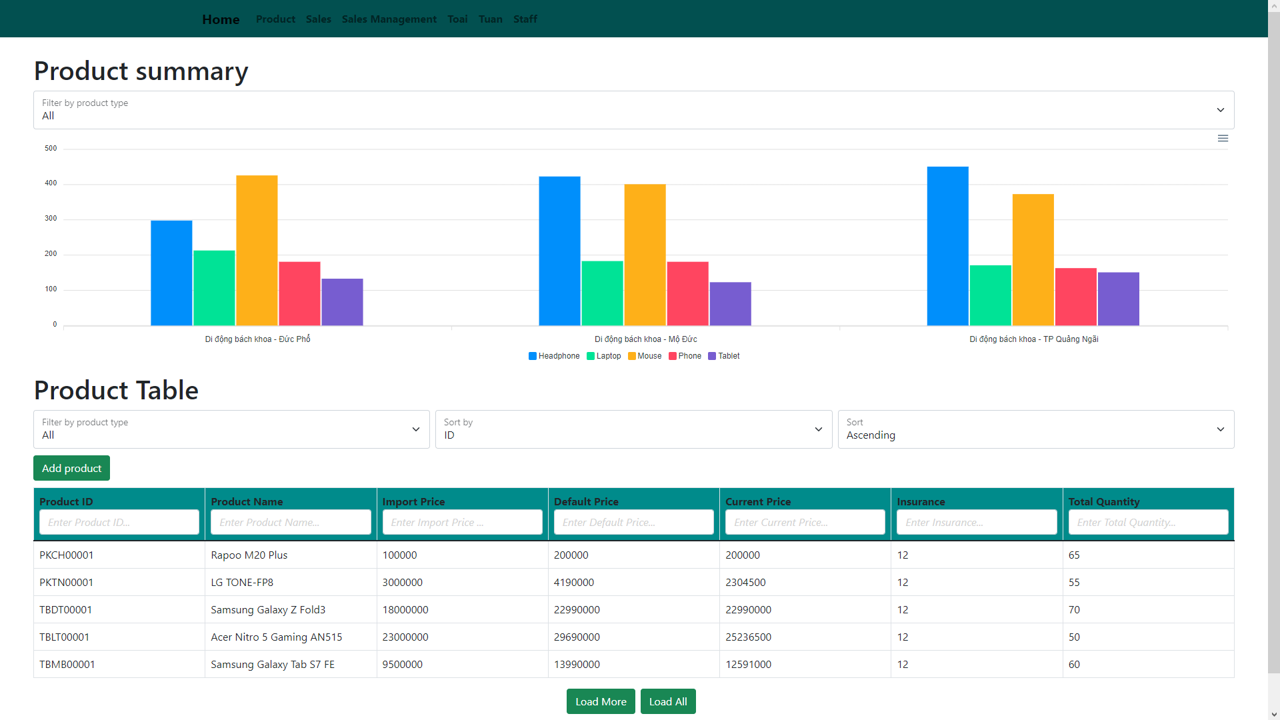 Home Product Sales Sales Management Toal Tuan Staff
Product summary
Filter by product type
All
500
400
300
200
100
0
Di động bách khoa - Đức Phổ Di động bách khoa - Mộ Đức Di động bách khoa - TP Quảng Ngãi
Headphone Laptop Mouse Phone Tablet
Product Table
Filter by product type Sort by Sort
All ID Ascending
Add product
Product ID Product Name Import Price Default Price Current Price Insurance Total Quantity
Enter Product ID... Enter Product Name... Enter Import Price ... Enter Default Price... Enter Current Price... Enter Insurance... Enter Total Quantity...
PKCH00001 Rapoo M20 Plus 100000 200000 200000 12 65
PKTN00001 LG TONE-FP8 3000000 4190000 2304500 12 55
TBDT00001 Samsung Galaxy Z Fold3 18000000 22990000 22990000 12 70
TBLT00001 Acer Nitro 5 Gaming AN515 23000000 29690000 25236500 12 50
TBMB00001 Samsung Galaxy Tab S7 FE 9500000 13990000 12591000 12 60
Load More Load All